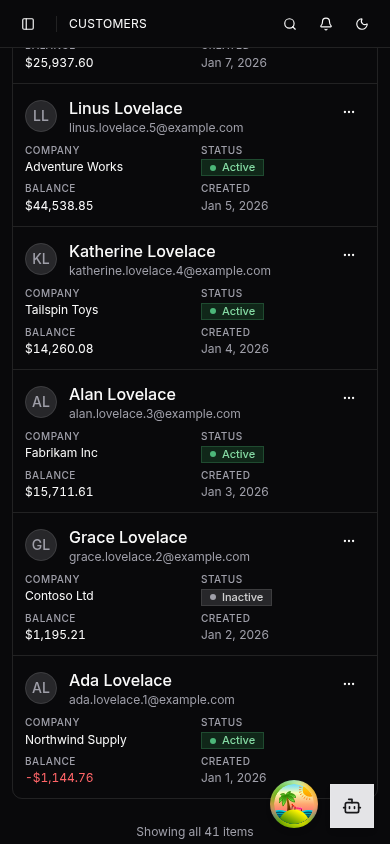 CUSTOMERS
$25,937.60 Jan 7, 2026
LL Linus Lovelace
linus.lovelace.5@example.com
COMPANY STATUS
Adventure Works Active
BALANCE CREATED
$44,538.85 Jan 5, 2026
KL Katherine Lovelace
katherine.lovelace.4@example.com
COMPANY STATUS
Tailspin Toys Active
BALANCE CREATED
$14,260.08 Jan 4, 2026
AL Alan Lovelace
alan.lovelace.3@example.com
COMPANY STATUS
Fabrikam Inc Active
BALANCE CREATED
$15,711.61 Jan 3, 2026
GL Grace Lovelace
grace.lovelace.2@example.com
COMPANY STATUS
Contoso Ltd Inactive
BALANCE CREATED
$1,195.21 Jan 2, 2026
AL Ada Lovelace
ada.lovelace.1@example.com
COMPANY STATUS
Northwind Supply Active
BALANCE CREATED
-$1,144.76 Jan 1, 2026
Showing all 41 items